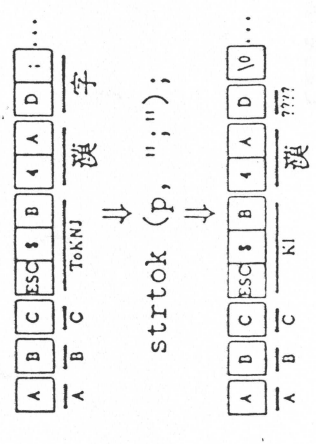 A B C ESC $ B 4 A D ; ...
A B C ToKNJ 漢 字
⇓
strtok (p, ";");
⇓
A B C ESC $ B 4 A D \0 ...
A B C KI 漢 ????